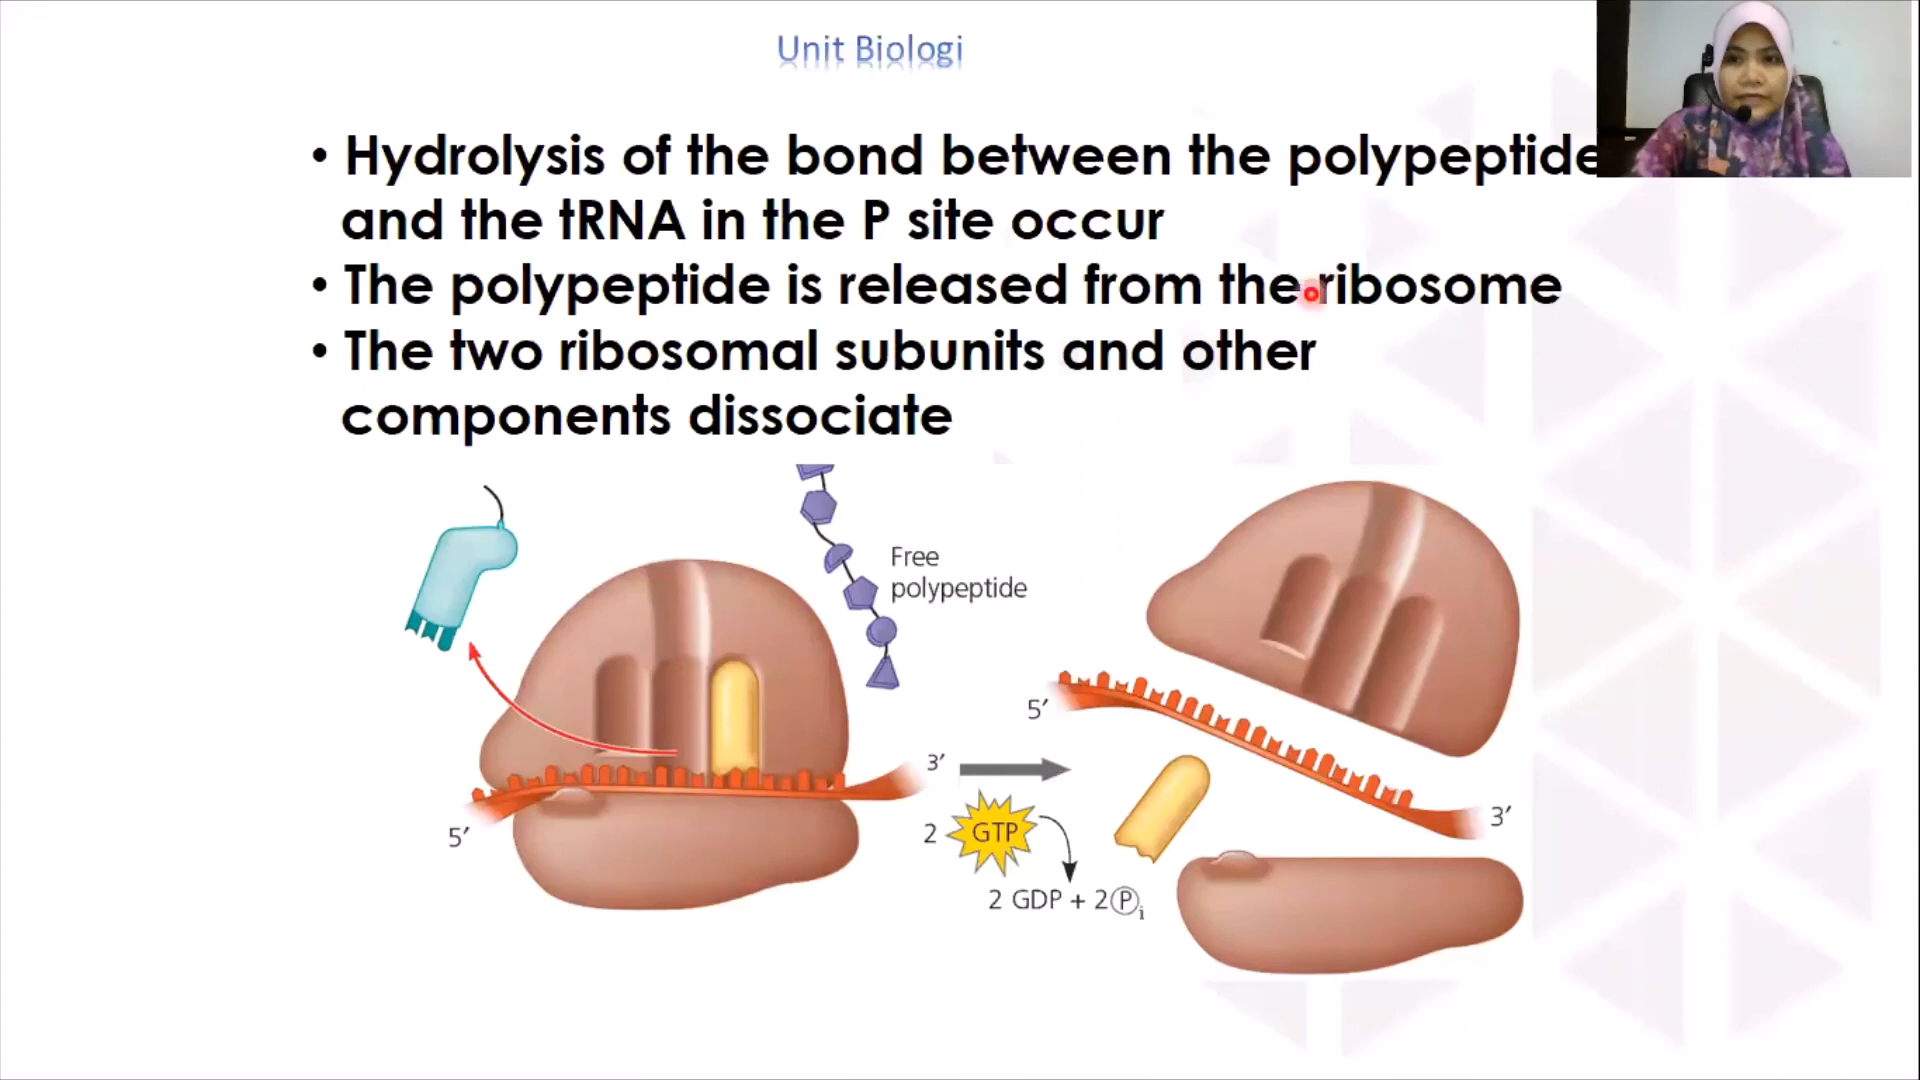 Unit Biologi
• Hydrolysis of the bond between the polypeptide
and the tRNA in the P site occur
• The polypeptide is released from the ribosome
• The two ribosomal subunits and other
components dissociate
Free
polypeptide
5′
3′
3′
5′
2 GTP
2 GDP + 2 Pi
3′